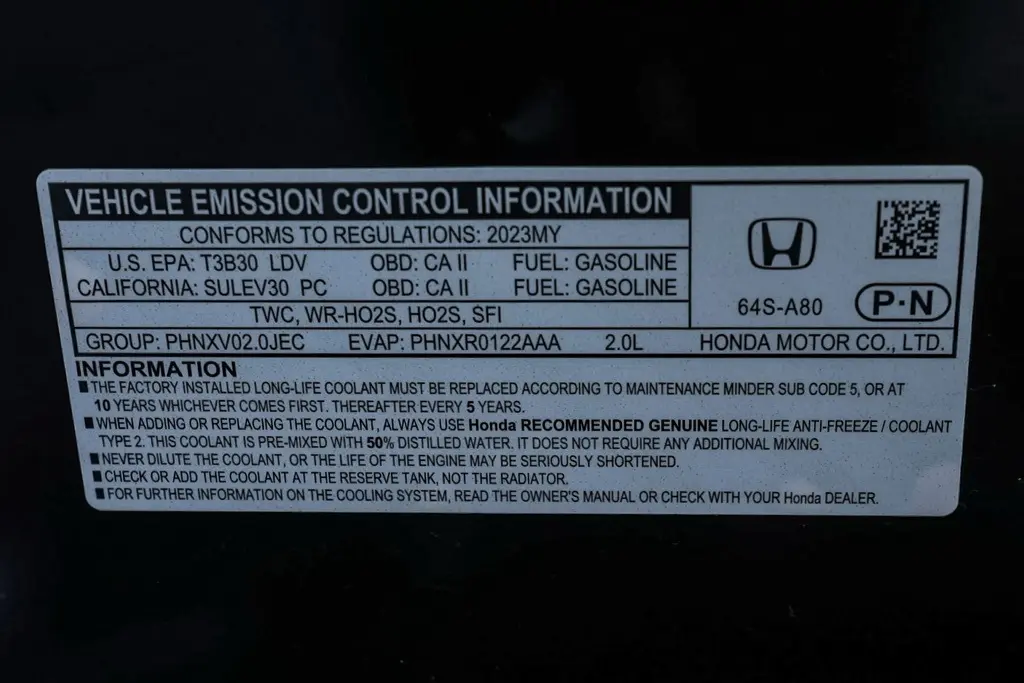 VEHICLE EMISSION CONTROL INFORMATION
CONFORMS TO REGULATIONS: 2023MY
U.S. EPA: T3B30 LDV OBD: CA II FUEL: GASOLINE
CALIFORNIA: SULEV30 PC OBD: CA II FUEL: GASOLINE
64S-A80 P·N
TWC, WR-HO2S, HO2S, SFI
GROUP: PHNXV02.0JEC EVAP: PHNXR0122AAA 2.0L HONDA MOTOR CO., LTD.
INFORMATION
■ THE FACTORY INSTALLED LONG-LIFE COOLANT MUST BE REPLACED ACCORDING TO MAINTENANCE MINDER SUB CODE 5, OR AT
10 YEARS WHICHEVER COMES FIRST. THEREAFTER EVERY 5 YEARS.
■ WHEN ADDING OR REPLACING THE COOLANT, ALWAYS USE Honda RECOMMENDED GENUINE LONG-LIFE ANTI-FREEZE / COOLANT
TYPE 2. THIS COOLANT IS PRE-MIXED WITH 50% DISTILLED WATER. IT DOES NOT REQUIRE ANY ADDITIONAL MIXING.
■ NEVER DILUTE THE COOLANT, OR THE LIFE OF THE ENGINE MAY BE SERIOUSLY SHORTENED.
■ CHECK OR ADD THE COOLANT AT THE RESERVE TANK, NOT THE RADIATOR.
■ FOR FURTHER INFORMATION ON THE COOLING SYSTEM, READ THE OWNER'S MANUAL OR CHECK WITH YOUR Honda DEALER.